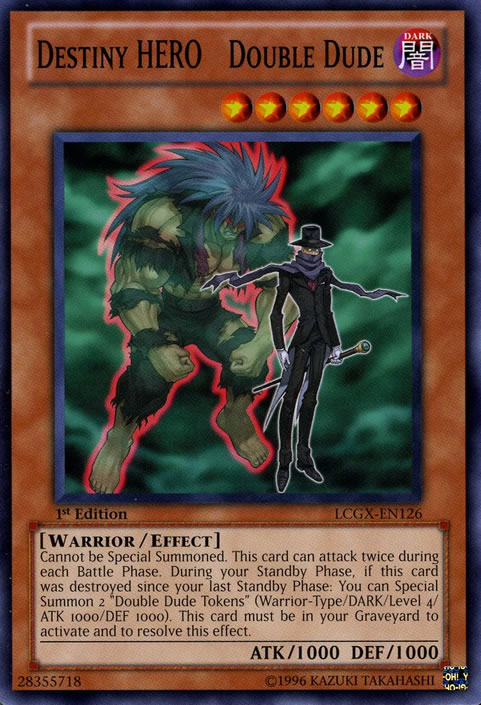 DESTINY HERO DOUBLE DUDE
DARK
闇
1st Edition
LCGX-EN126
[WARRIOR/EFFECT]
Cannot be Special Summoned. This card can attack twice during
each Battle Phase. During your Standby Phase, if this card
was destroyed since your last Standby Phase: You can Special
Summon 2 "Double Dude Tokens" (Warrior-Type/DARK/Level 4/
ATK 1000/DEF 1000). This card must be in your Graveyard to
activate and to resolve this effect.
ATK/1000 DEF/1000
28355718
©1996 KAZUKI TAKAHASHI